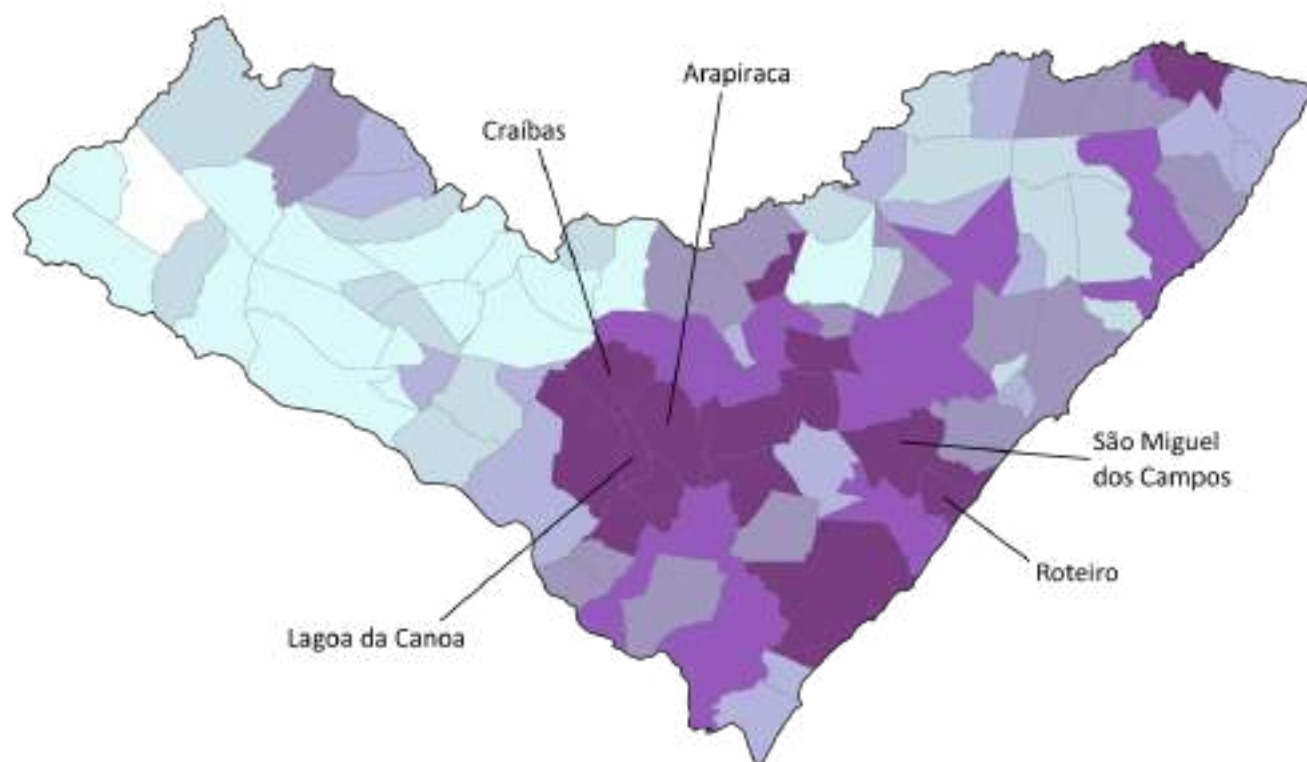 Arapiraca
Craíbas
São Miguel
dos Campos
Roteiro
Lagoa da Canoa